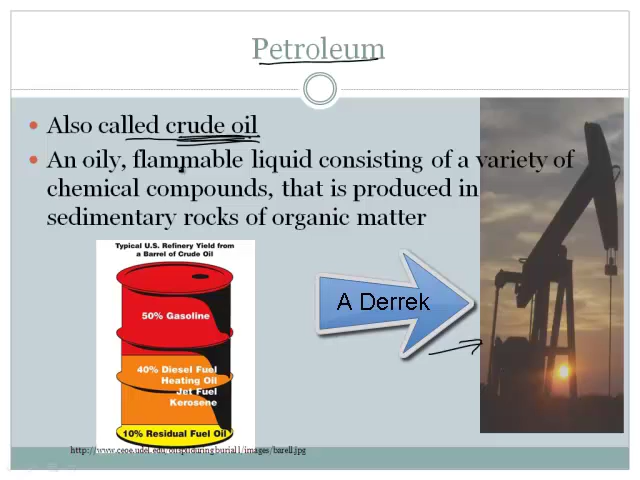 Petroleum
Also called crude oil
An oily, flammable liquid consisting of a variety of
chemical compounds, that is produced in
sedimentary rocks of organic matter
Typical U.S. Refinery Yield from
a Barrel of Crude Oil
50% Gasoline
40% Diesel Fuel
Heating Oil
Jet Fuel
Kerosene
10% Residual Fuel Oil
A Derrek